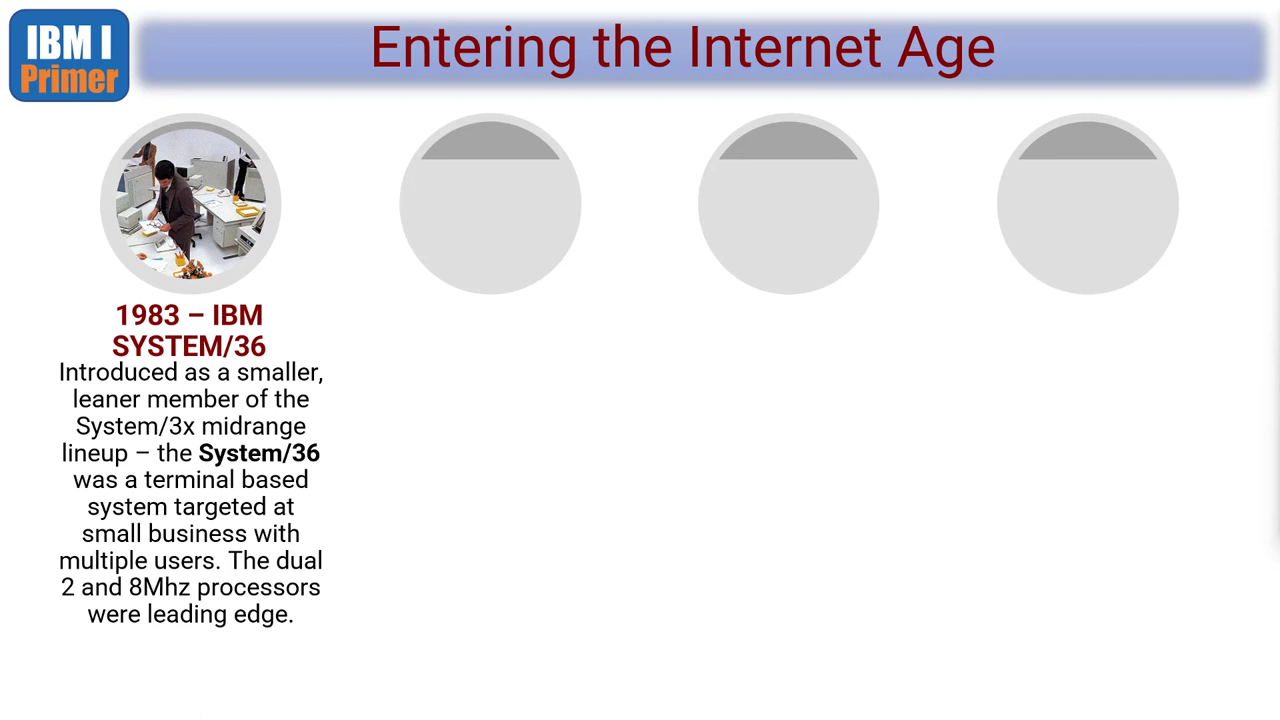 IBM I
Primer
Entering the Internet Age
1983 – IBM
SYSTEM/36
Introduced as a smaller,
leaner member of the
System/3x midrange
lineup – the System/36
was a terminal based
system targeted at
small business with
multiple users. The dual
2 and 8Mhz processors
were leading edge.